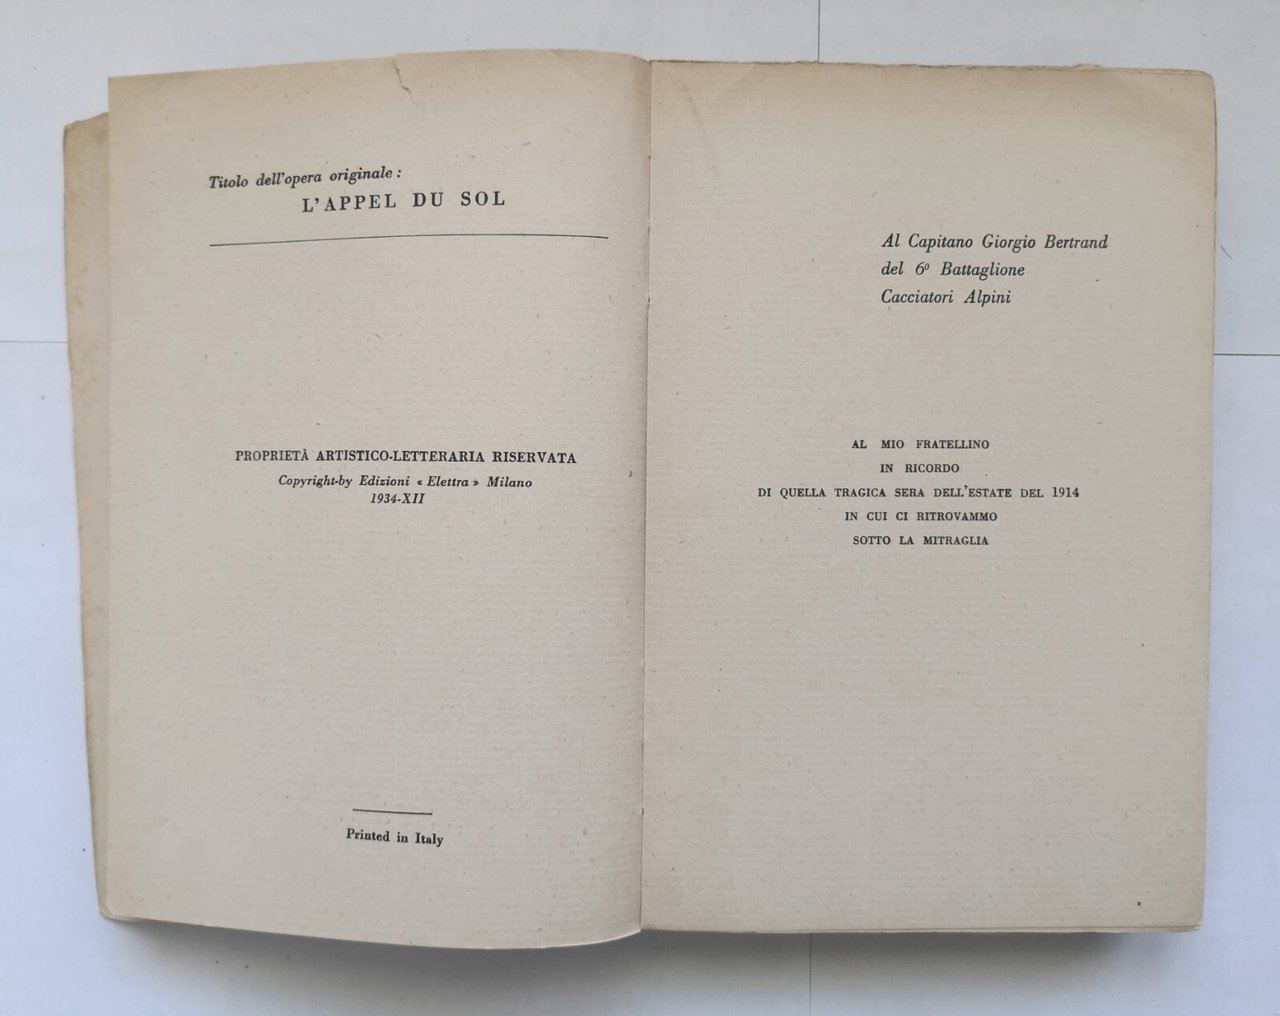 Titolo dell'opera originale :
L'APPEL DU SOL
PROPRIETÀ ARTISTICO-LETTERARIA RISERVATA
Copyright-by Edizioni « Elettra » Milano
1934-XII
Printed in Italy
Al Capitano Giorgio Bertrand
del 6º Battaglione
Cacciatori Alpini
AL MIO FRATELLINO
IN RICORDO
DI QUELLA TRAGICA SERA DELL'ESTATE DEL 1914
IN CUI CI RITROVAMMO
SOTTO LA MITRAGLIA